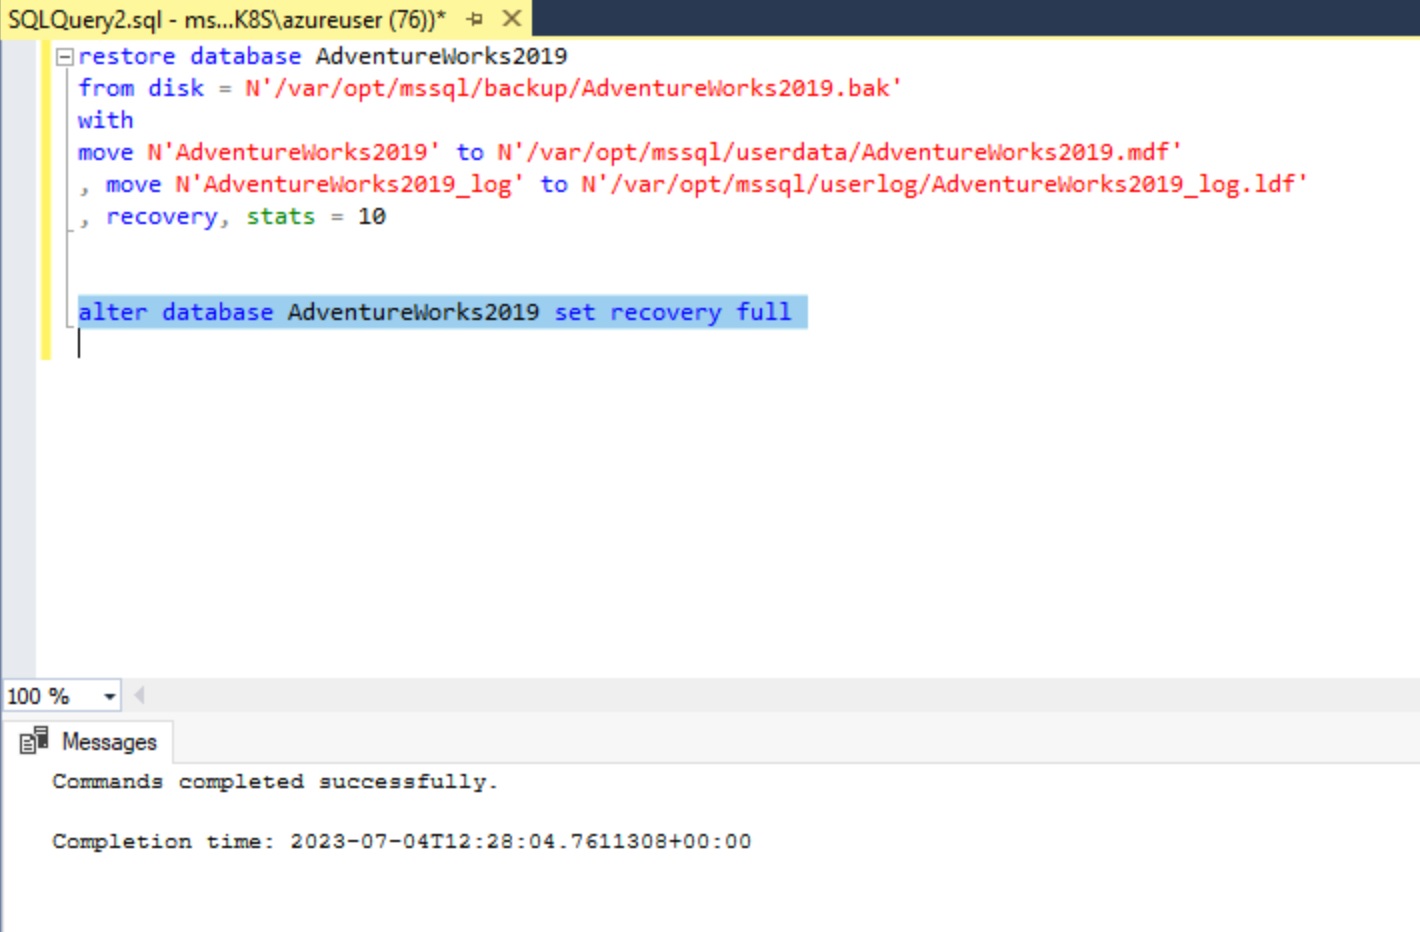 SQLQuery2.sql - ms...K8S\azureuser (76))*
restore database AdventureWorks2019
from disk = N'/var/opt/mssql/backup/AdventureWorks2019.bak'
with
move N'AdventureWorks2019' to N'/var/opt/mssql/userdata/AdventureWorks2019.mdf'
, move N'AdventureWorks2019_log' to N'/var/opt/mssql/userlog/AdventureWorks2019_log.ldf'
, recovery, stats = 10
alter database AdventureWorks2019 set recovery full
100 %
Messages
Commands completed successfully.
Completion time: 2023-07-04T12:28:04.7611308+00:00